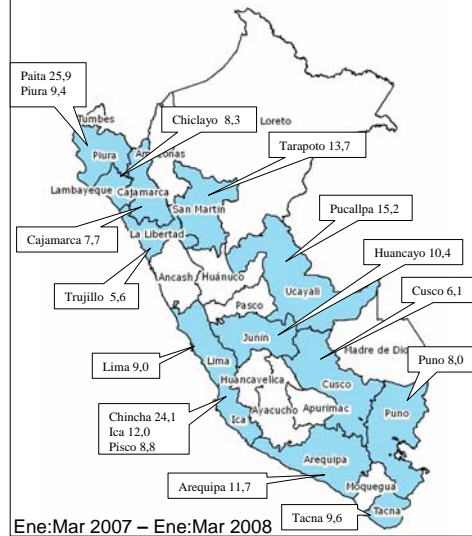 Paita 25,9
Piura 9,4
Tumbes
Chiclayo 8,3
Loreto
Piura
Amazonas
Tarapoto 13,7
Lambayeque
Cajamarca
San Martín
Pucallpa 15,2
Cajamarca 7,7
La Libertad
Huancayo 10,4
Ancash
Huánuco
Cusco 6,1
Trujillo 5,6
Pasco
Ucayali
Junín
Madre de Dio
Puno 8,0
Lima 9,0
Lima
Huancavelica
Cusco
Chincha 24,1
Ica 12,0
Pisco 8,8
Ica
Ayacucho
Apurímac
Puno
Arequipa
Arequipa 11,7
Moquegua
Tacna
Tacna 9,6
Ene:Mar 2007 – Ene:Mar 2008